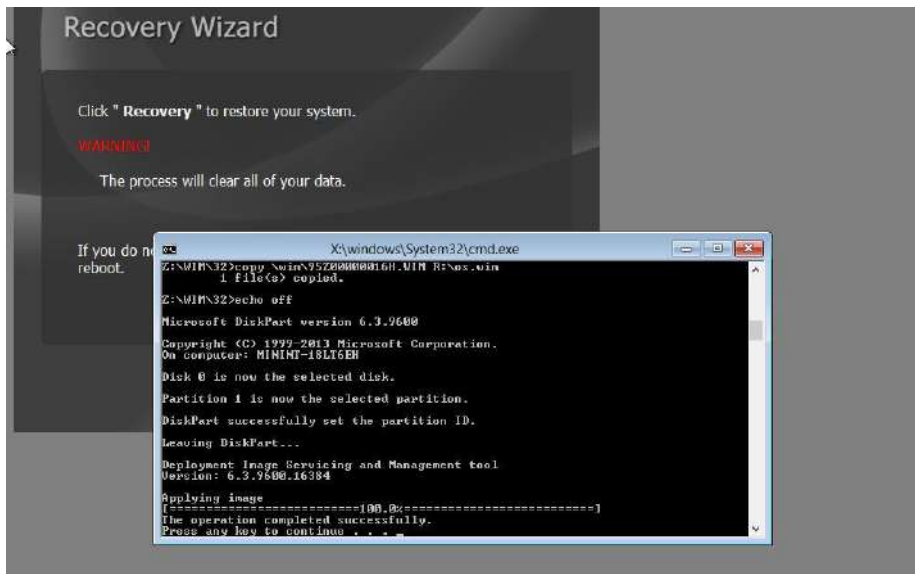 Recovery Wizard
Click " Recovery " to restore your system.
WARNING!
The process will clear all of your data.
If you do
reboot.
X:\windows\System32\cmd.exe
Z:\WIM\32>copy \wim\95Z00000016H.WIM R:\os.wim
1 file(s) copied.
Z:\WIM\32>echo off
Microsoft DiskPart version 6.3.9600
Copyright (C) 1999-2013 Microsoft Corporation.
On computer: MININT-18LT6EH
Disk 0 is now the selected disk.
Partition 1 is now the selected partition.
DiskPart successfully set the partition ID.
Leaving DiskPart...
Deployment Image Servicing and Management tool
Version: 6.3.9600.16384
Applying image
[==========================100.0%==========================]
The operation completed successfully.
Press any key to continue . . . _